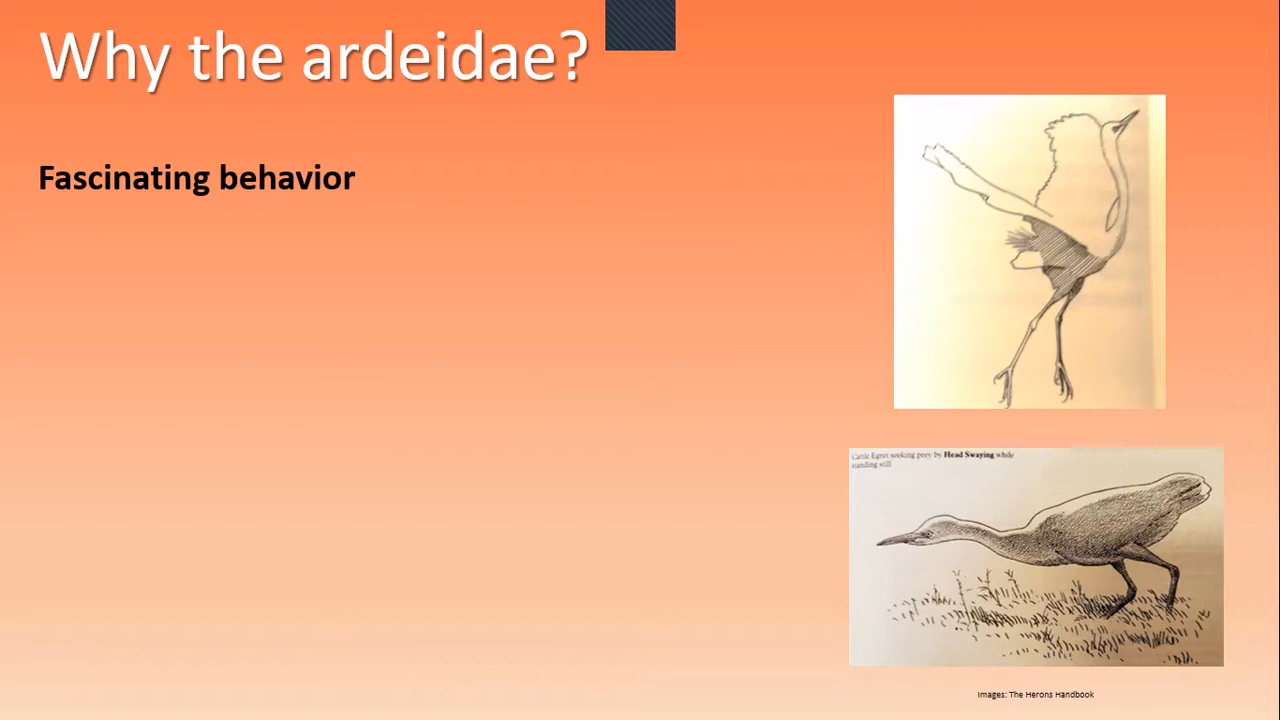 Why the ardeidae?
Fascinating behavior
Cattle Egret seeking prey by Head Swaying while
standing still
Images: The Herons Handbook